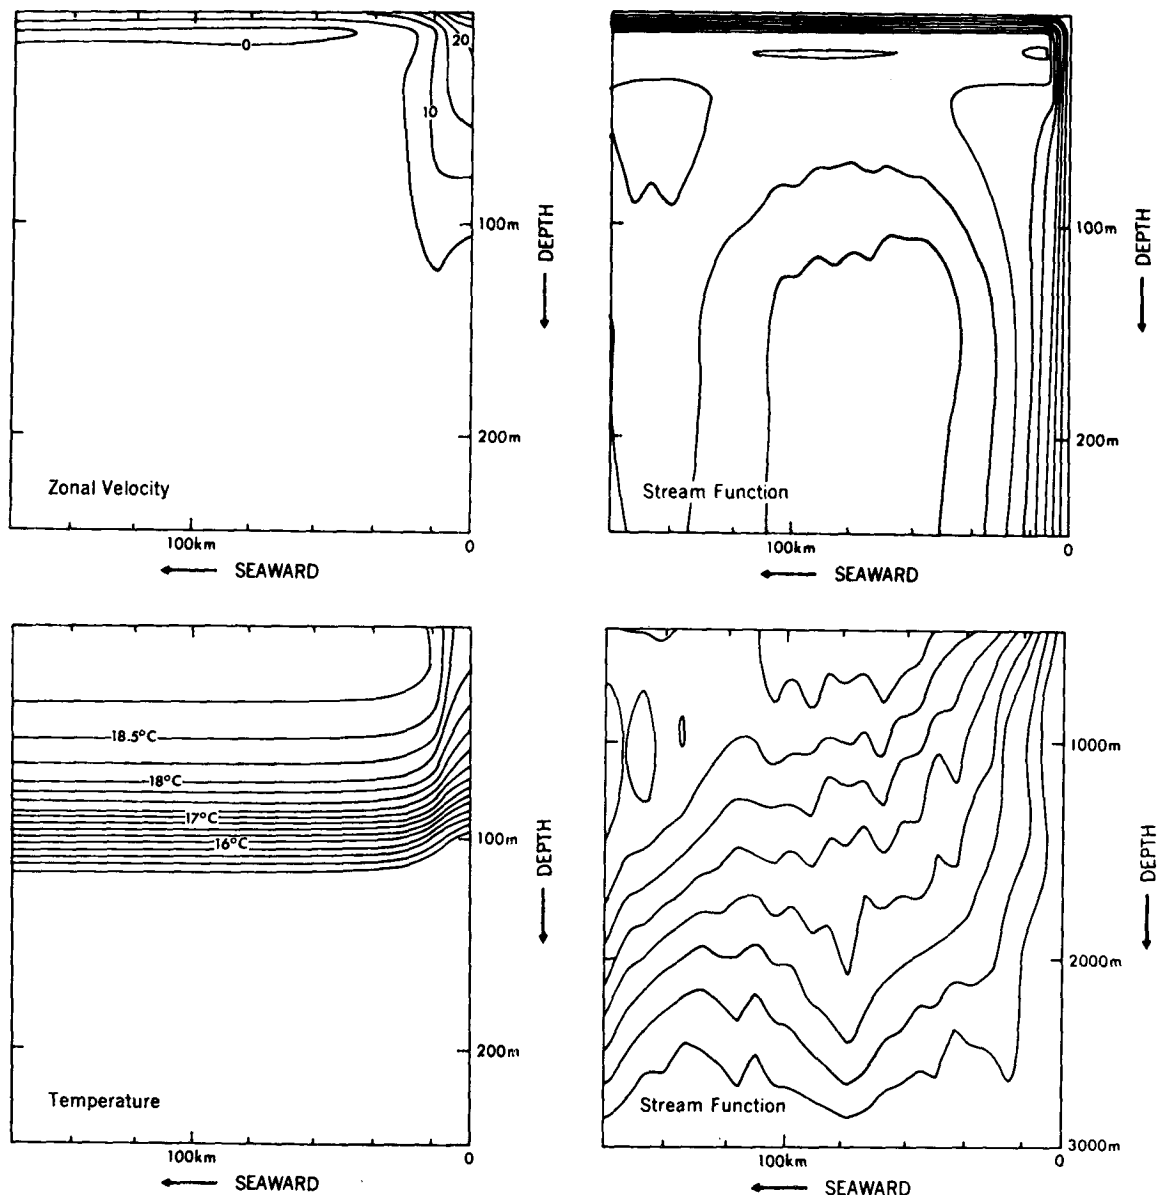 0
20
10
100m
200m
DEPTH
Zonal Velocity
100km
0
SEAWARD
100m
200m
DEPTH
Stream Function
100km
0
SEAWARD
18.5°C
18°C
17°C
16°C
100m
200m
DEPTH
Temperature
100km
0
SEAWARD
1000m
2000m
3000m
DEPTH
Stream Function
100km
0
SEAWARD